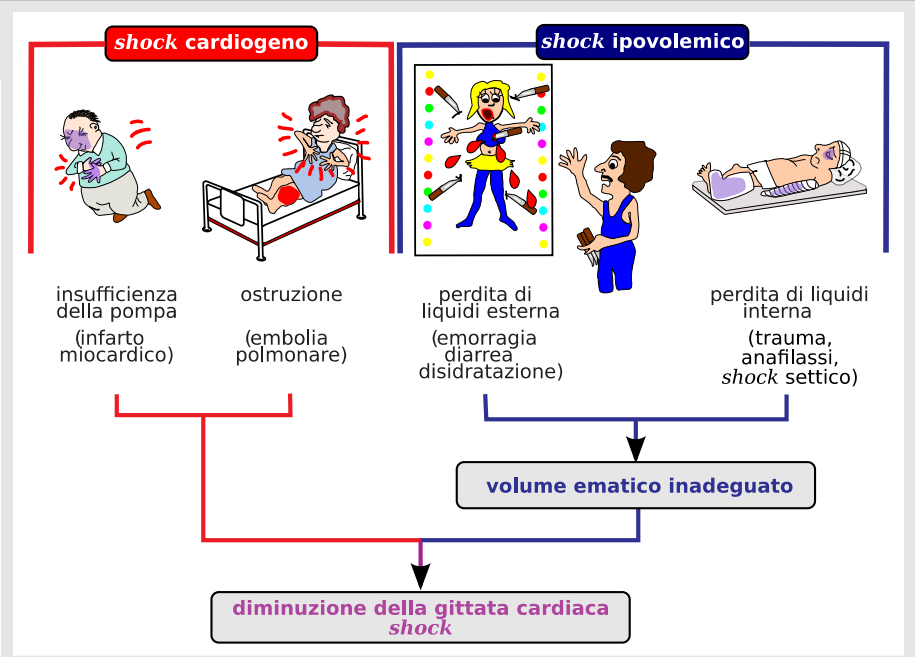 shock cardiogeno
shock ipovolemico
insufficienza
della pompa
(infarto
miocardico)
ostruzione
(embolia
polmonare)
perdita di
liquidi esterna
(emorragia
diarrea
disidratazione)
perdita di liquidi
interna
(trauma,
anafilassi,
shock settico)
volume ematico inadeguato
diminuzione della gittata cardiaca
shock